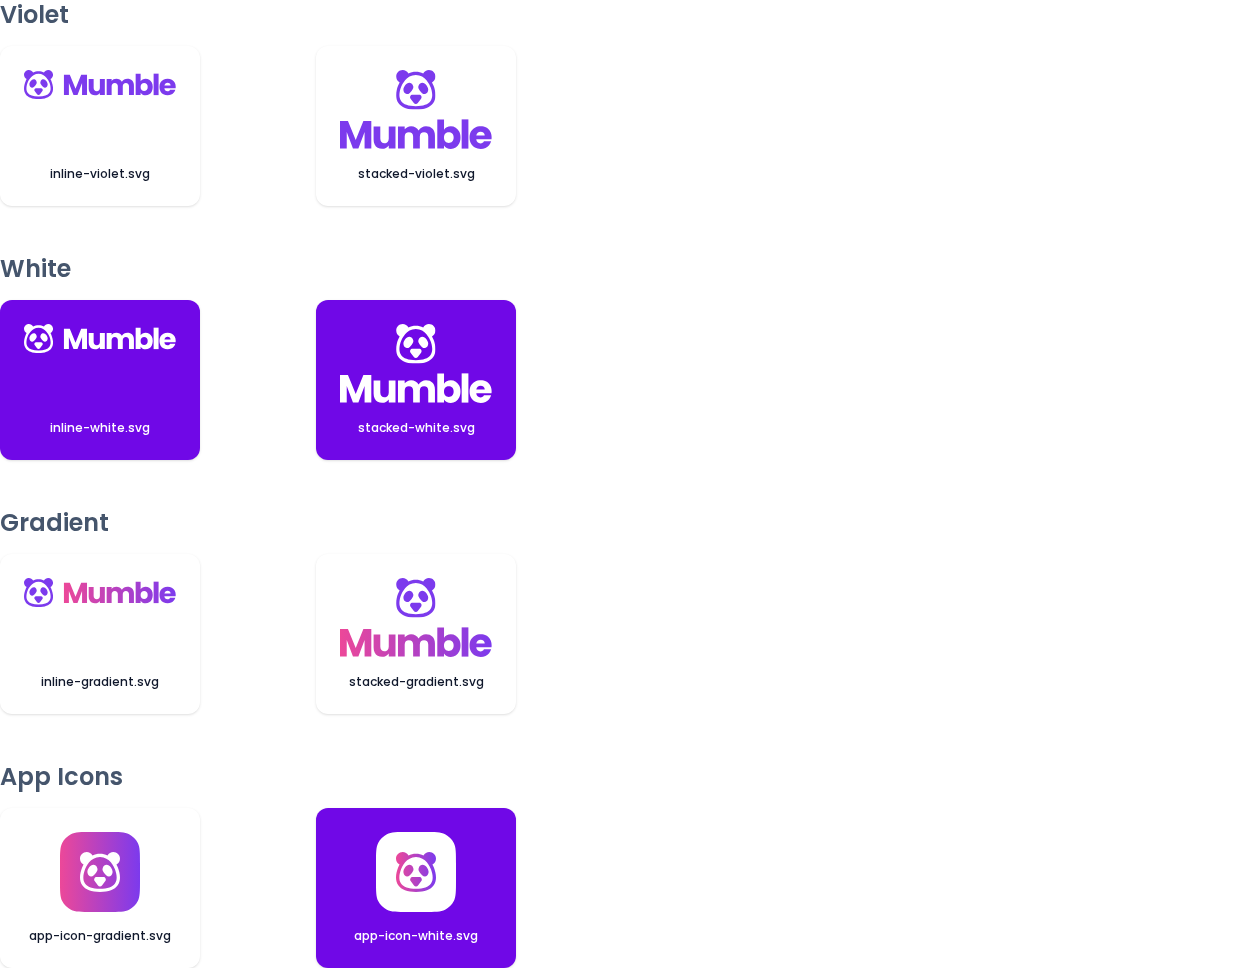 Violet
Mumble
Mumble
inline-violet.svg
stacked-violet.svg
White
Mumble
Mumble
inline-white.svg
stacked-white.svg
Gradient
Mumble
Mumble
inline-gradient.svg
stacked-gradient.svg
App Icons
app-icon-gradient.svg
app-icon-white.svg